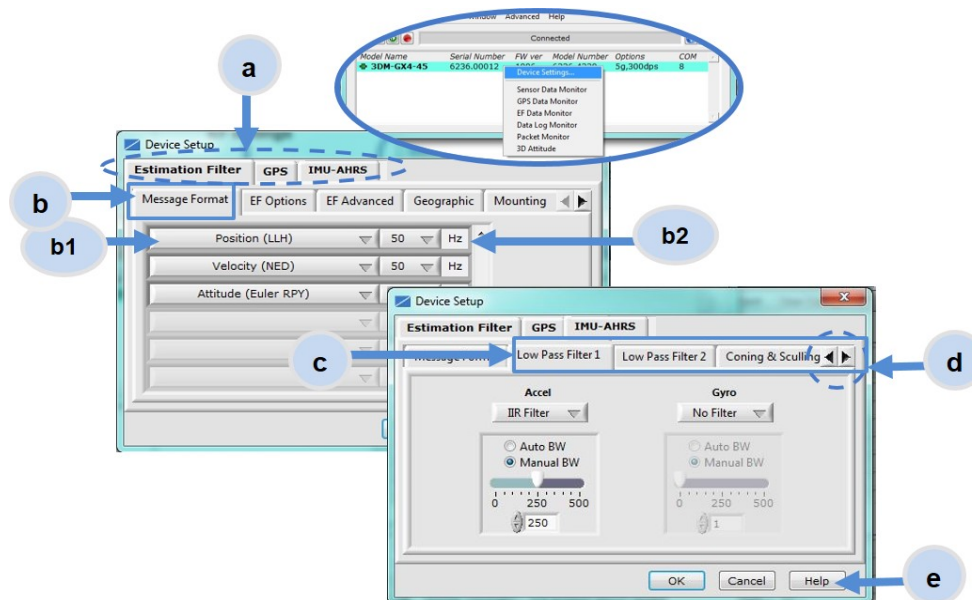 Window Advanced Help
Connected
Model Name Serial Number FW ver Model Number Options COM
3DM-GX4-45 6236.00012 5g,300dps 8
Device Settings...
Sensor Data Monitor
GPS Data Monitor
EF Data Monitor
Data Log Monitor
Packet Monitor
3D Attitude
a
Device Setup
Estimation Filter GPS IMU-AHRS
b
Message Format EF Options EF Advanced Geographic Mounting
b1
Position (LLH) 50 Hz
b2
Velocity (NED) 50 Hz
Attitude (Euler RPY)
Device Setup
Estimation Filter GPS IMU-AHRS
c
Message Format Low Pass Filter 1 Low Pass Filter 2 Coning & Sculling
d
Accel Gyro
IIR Filter No Filter
Auto BW Auto BW
Manual BW Manual BW
0 250 500 0 250 500
250 1
OK Cancel Help
e